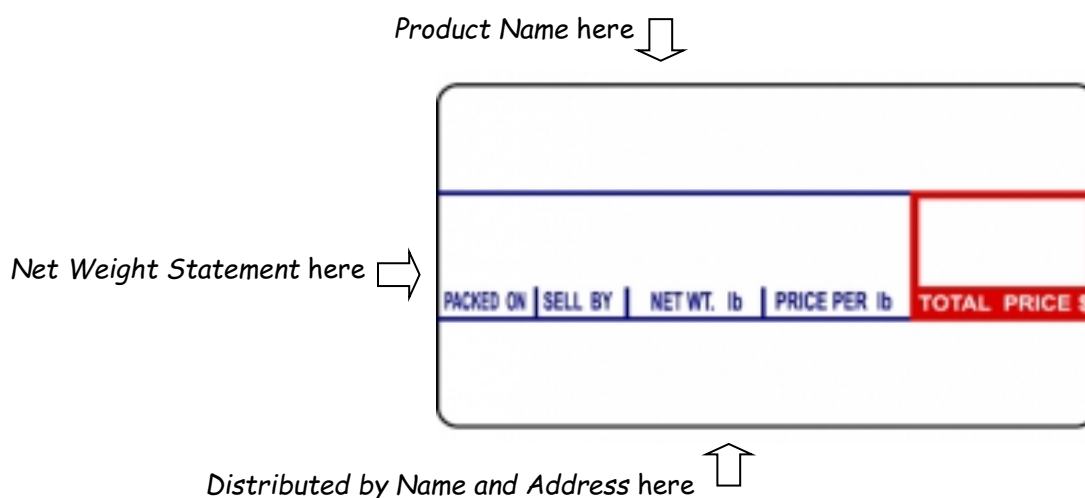 Product Name here
Net Weight Statement here
PACKED ON SELL BY NET WT. lb PRICE PER lb TOTAL PRICE $
Distributed by Name and Address here